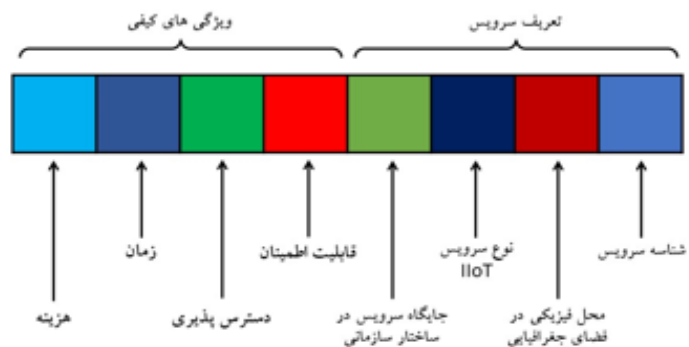 تعریف سرویس
ویژگی های کیفی
شناسه سرویس
محل فیزیکی در
فضای جغرافیایی
نوع سرویس
IIoT
جایگاه سرویس در
ساختار سازمانی
قابلیت اطمینان
دسترس پذیری
زمان
هزینه